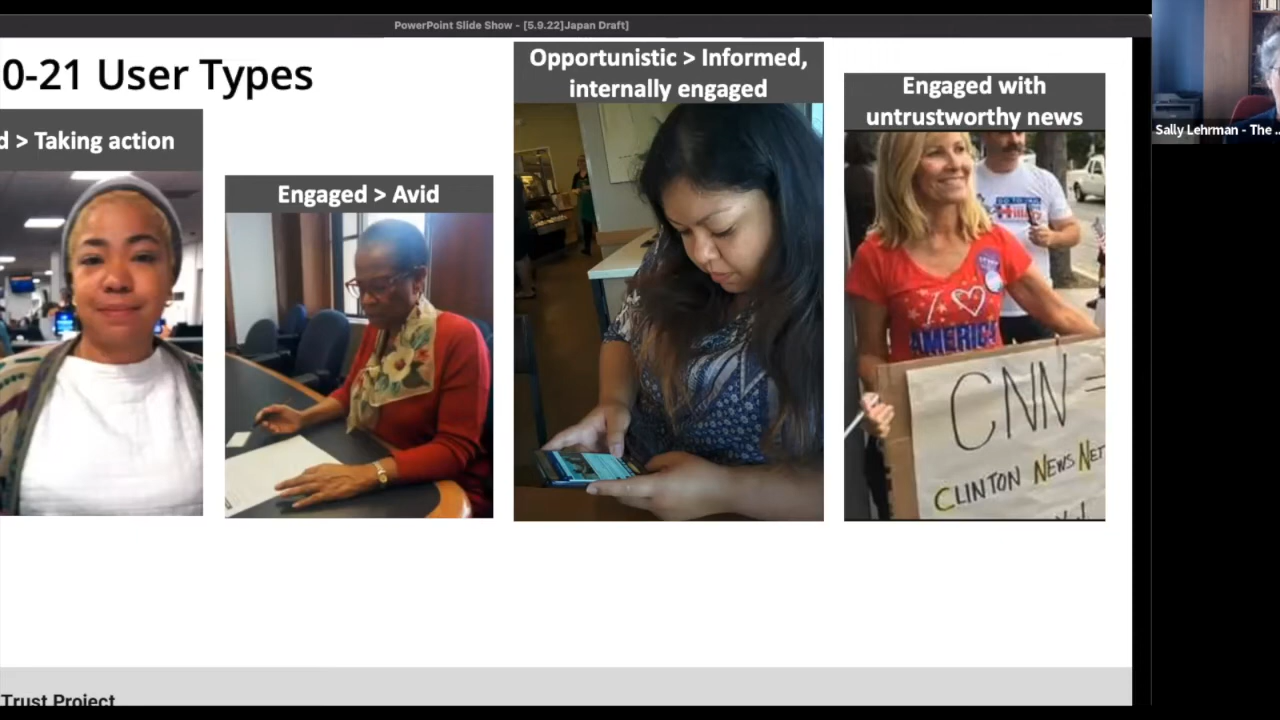 PowerPoint Slide Show - [5.9.22]Japan Draft]
0-21 User Types
d > Taking action
Engaged > Avid
Opportunistic > Informed,
internally engaged
Engaged with
untrustworthy news
I
AMERICA
CNN =
CLINTON NEWS NET
Sally Lehrman - The ..
Trust Project